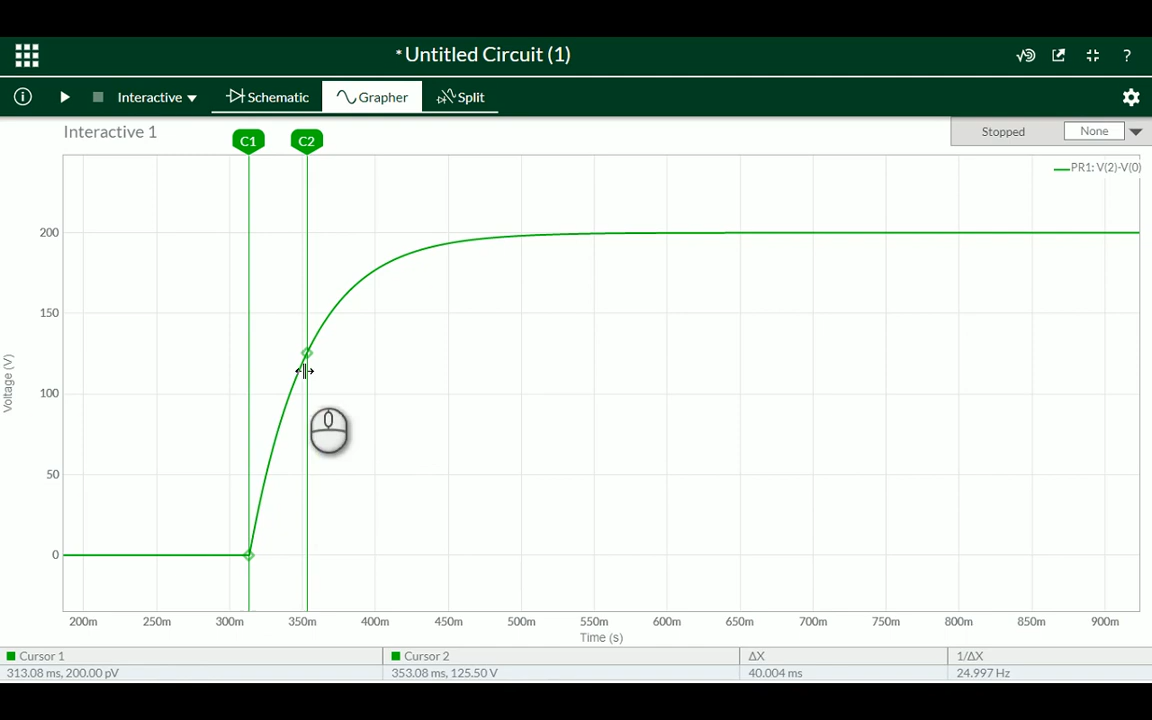 *Untitled Circuit (1)
?
Interactive
Schematic
Grapher
Split
Interactive 1
C1
C2
Stopped
None
PR1: V(2)-V(0)
200
150
100
50
0
Voltage (V)
200m 250m 300m 350m 400m 450m 500m 550m 600m 650m 700m 750m 800m 850m 900m
Time (s)
Cursor 1 Cursor 2 ΔX 1/ΔX
313.08 ms, 200.00 pV 353.08 ms, 125.50 V 40.004 ms 24.997 Hz